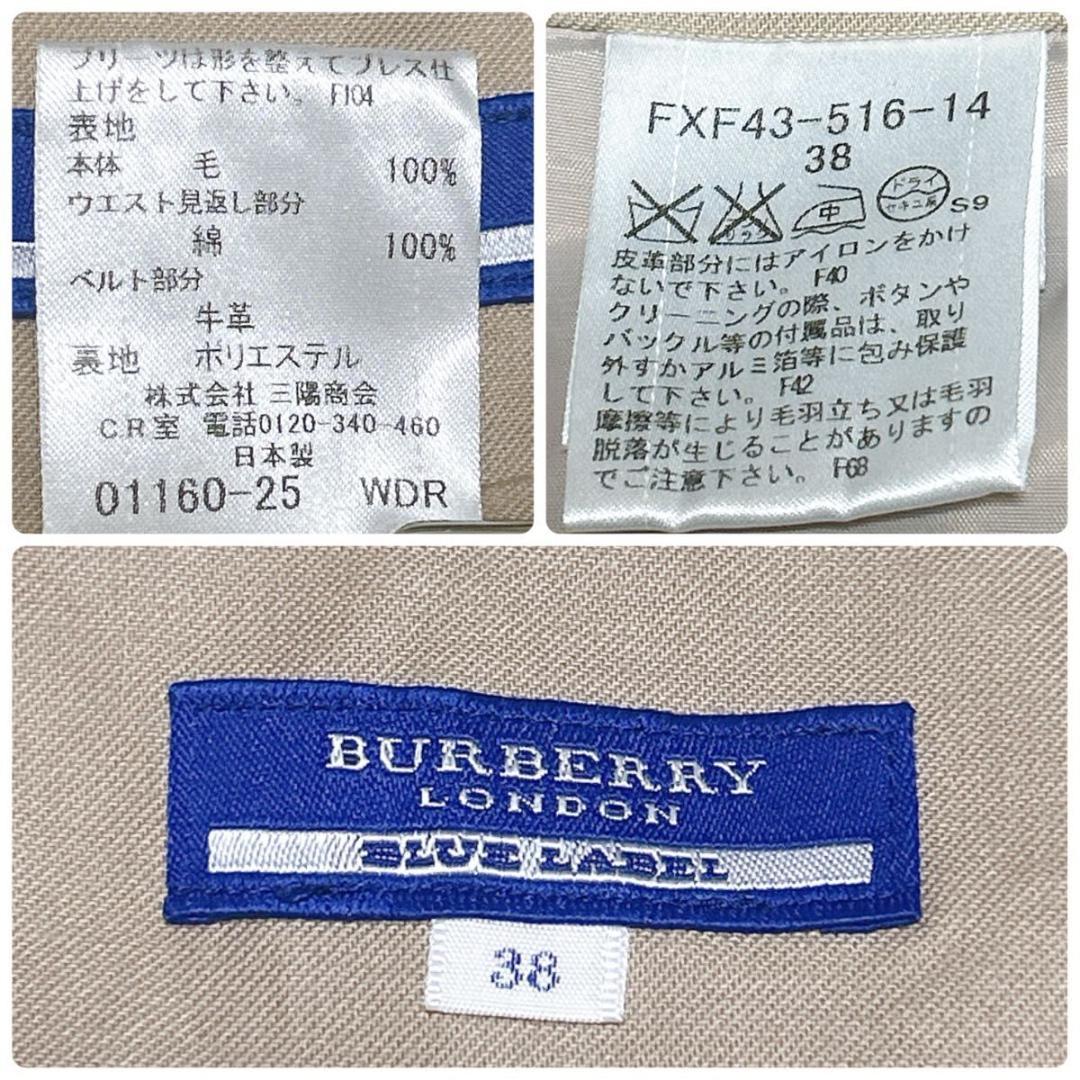 プリーツは形を整えてプレス仕
上げをして下さい。 F104
表地
本体 毛 100%
ウエスト見返し部分
綿 100%
ベルト部分
牛革
裏地 ポリエステル
株式会社 三陽商会
CR室 電話0120-340-460
日本製
01160-25 WDR
FXF43-516-14
38
中
ドライ
セキユ系
S9
皮革部分にはアイロンをかけ
ないで下さい。 F40
クリーニングの際、ボタンや
バックル等の付属品は、取り
外すかアルミ箔等に包み保護
して下さい。 F42
摩擦等により毛羽立ち又は毛羽
脱落が生じることがありますの
でご注意下さい。 F68
BURBERRY
LONDON
BLUE LABEL
38